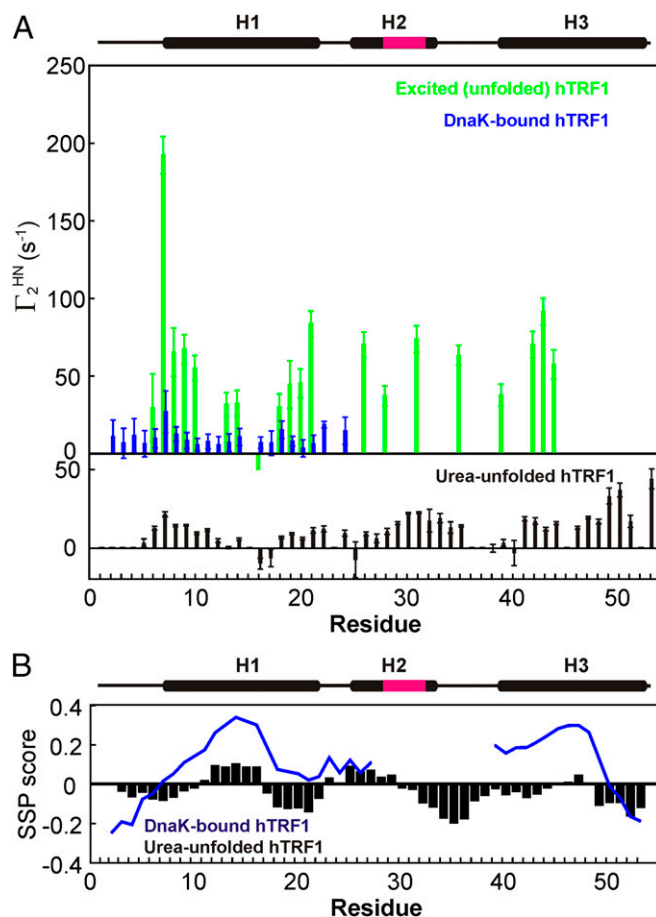 A
H1 H2 H3
250
Excited (unfolded) hTRF1
DnaK-bound hTRF1
200
150
100
50
0
Γ2^HN (s-1)
50
Urea-unfolded hTRF1
0
0 10 20 30 40 50
Residue
B
H1 H2 H3
0.4
0.2
0
-0.2
-0.4
SSP score
DnaK-bound hTRF1
Urea-unfolded hTRF1
0 10 20 30 40 50
Residue